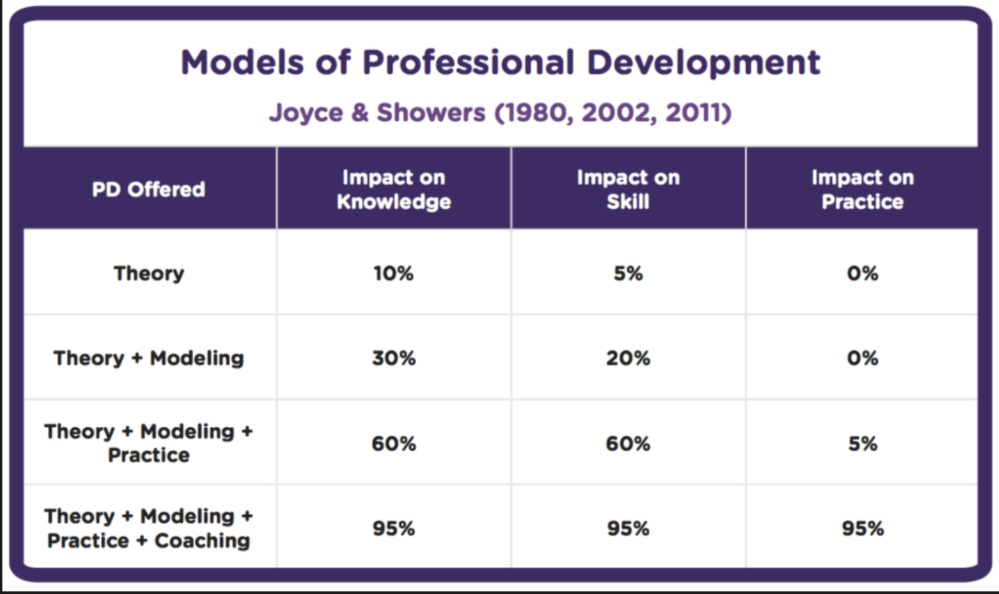 Models of Professional Development
Joyce & Showers (1980, 2002, 2011)
PD Offered
Impact on
Knowledge
Impact on
Skill
Impact on
Practice
Theory
10%
5%
0%
Theory + Modeling
30%
20%
0%
Theory + Modeling +
Practice
60%
60%
5%
Theory + Modeling +
Practice + Coaching
95%
95%
95%